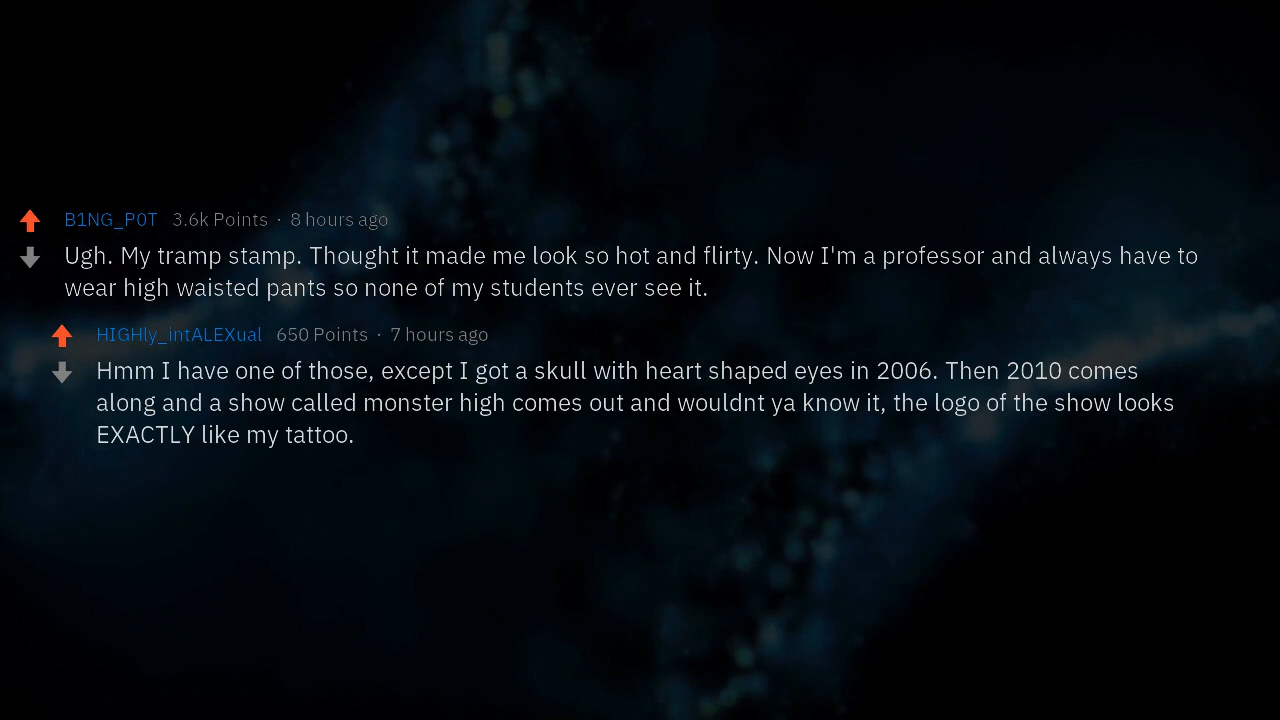 B1NG_P0T 3.6k Points · 8 hours ago
Ugh. My tramp stamp. Thought it made me look so hot and flirty. Now I'm a professor and always have to
wear high waisted pants so none of my students ever see it.
HIGHly_intALEXual 650 Points · 7 hours ago
Hmm I have one of those, except I got a skull with heart shaped eyes in 2006. Then 2010 comes
along and a show called monster high comes out and wouldnt ya know it, the logo of the show looks
EXACTLY like my tattoo.